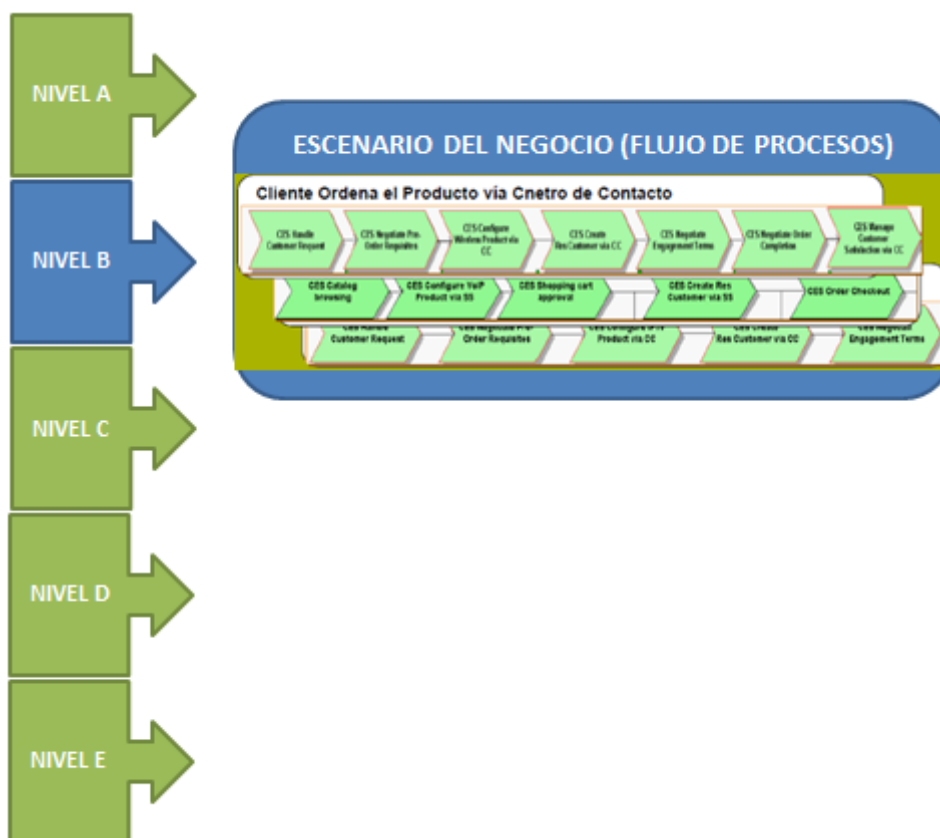 NIVEL A
ESCENARIO DEL NEGOCIO (FLUJO DE PROCESOS)
Cliente Ordena el Producto vía Cnetro de Contacto
CES Handle
Customer Request
CES Negotiate Pre-
Order Requisites
CES Configure
Wireless Product via
CC
CES Create
Res Customer via CC
CES Negotiate
Engagement Terms
CES Negotiate Order
Completion
CES Manage
Customer
Satisfaction via CC
NIVEL B
CES Catalog
browsing
CES Configure VoIP
Product via SS
CES Shopping cart
approval
CES Create Res
Customer via SS
CES Order Checkout
Customer Request
Order Requisites
Product via CC
Res Customer via CC
Engagement Terms
NIVEL C
NIVEL D
NIVEL E